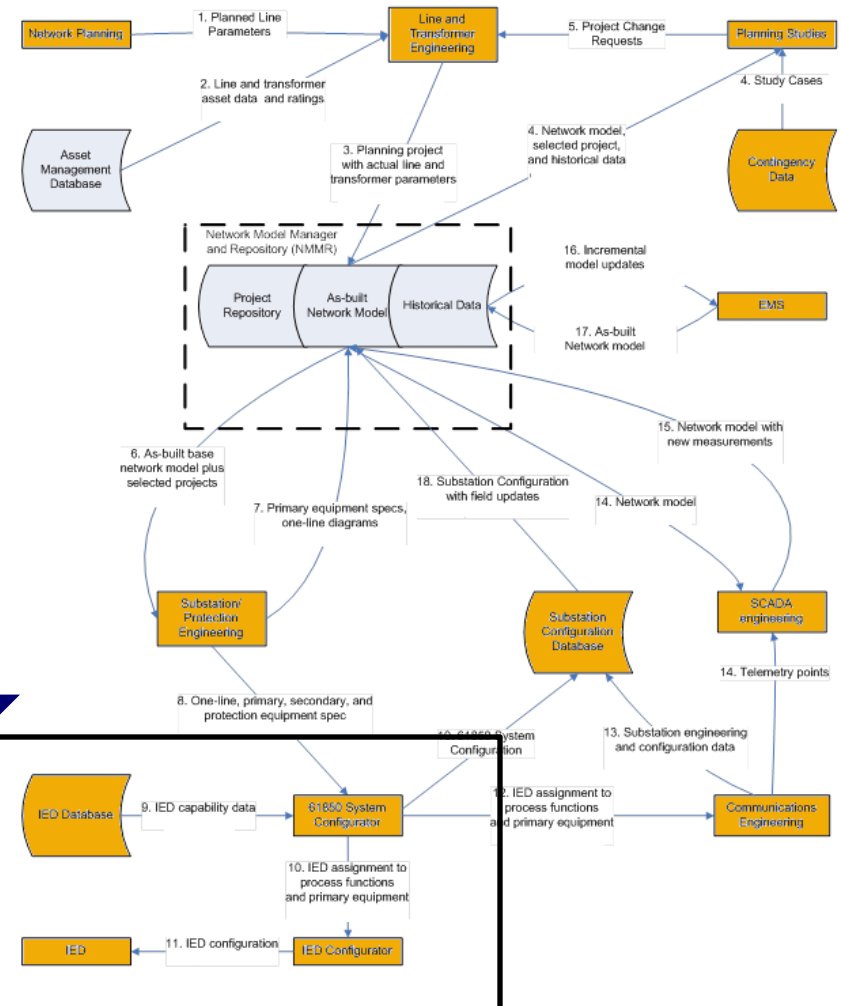 Network Planning
1. Planned Line
Parameters
Line and
Transformer
Engineering
5. Project Change
Requests
Planning Studies
2. Line and transformer
asset data and ratings
4. Study Cases
Asset
Management
Database
3. Planning project
with actual line and
transformer parameters
4. Network model,
selected project,
and historical data
Contingency
Data
Network Model Manager
and Repository (NMMR)
Project
Repository
As-built
Network Model
Historical Data
16. Incremental
model updates
EMS
17. As-built
Network model
6. As-built base
network model plus
selected projects
7. Primary equipment specs,
one-line diagrams
18. Substation Configuration
with field updates
14. Network model
15. Network model with
new measurements
Substation/
Protection
Engineering
Substation
Configuration
Database
SCADA
engineering
14. Telemetry points
8. One-line, primary, secondary, and
protection equipment spec
61850 System
Configuration
13. Substation engineering
and configuration data
IED Database
9. IED capability data
61850 System
Configurator
12. IED assignment to
process functions
and primary equipment
Communications
Engineering
10. IED assignment to
process functions
and primary equipment
IED
11. IED configuration
IED Configurator